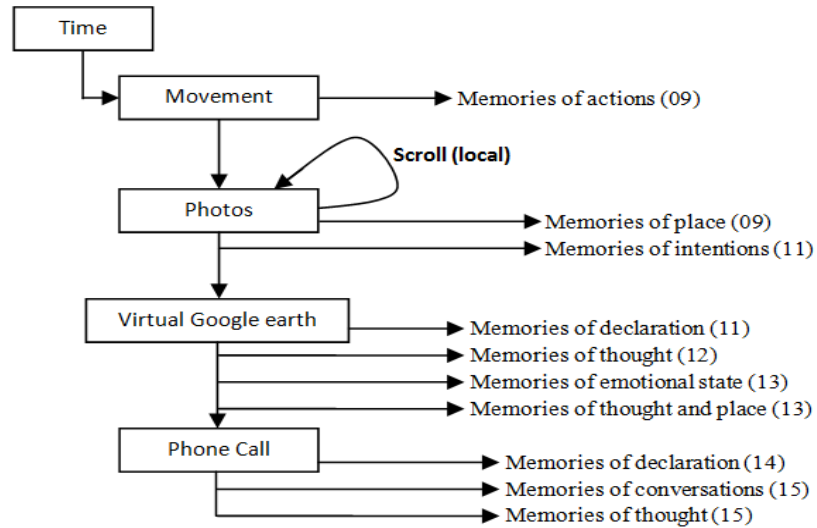 Time
Movement
Memories of actions (09)
Scroll (local)
Photos
Memories of place (09)
Memories of intentions (11)
Virtual Google earth
Memories of declaration (11)
Memories of thought (12)
Memories of emotional state (13)
Memories of thought and place (13)
Phone Call
Memories of declaration (14)
Memories of conversations (15)
Memories of thought (15)